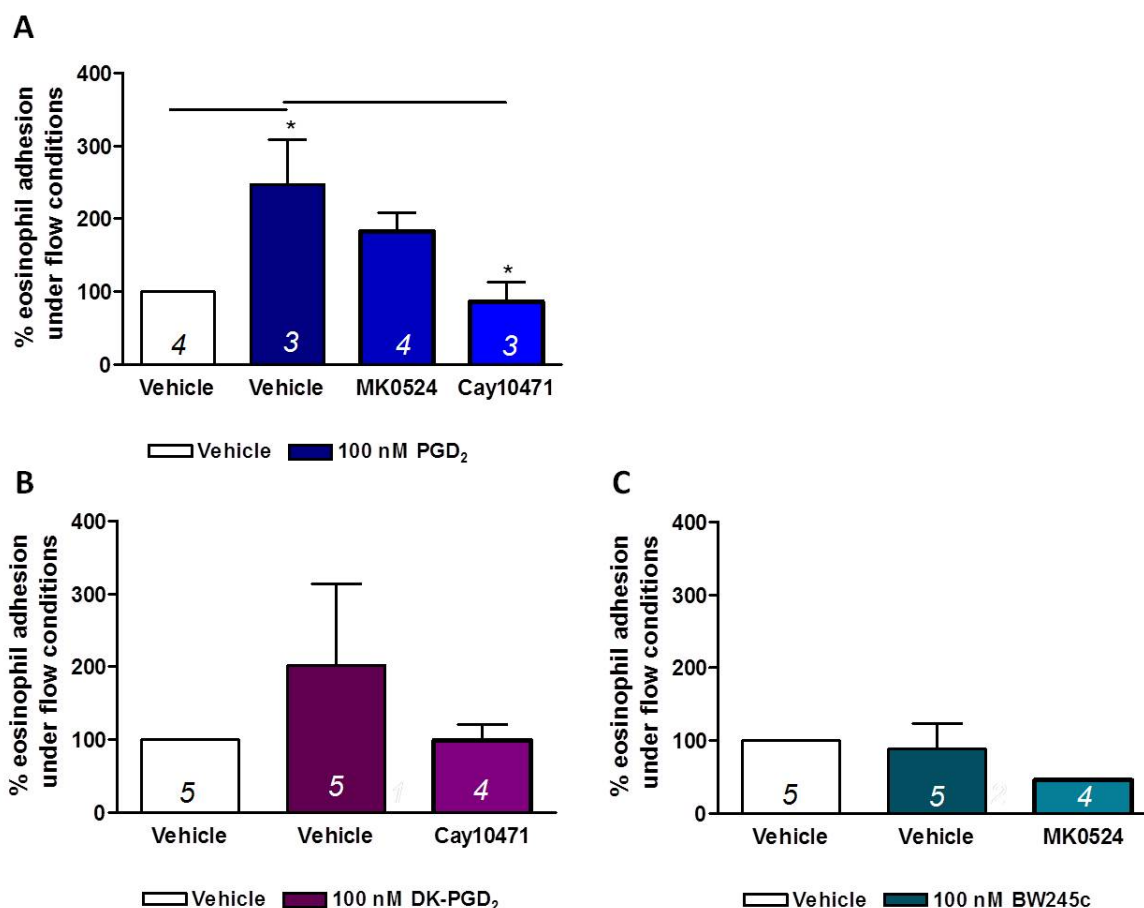 A
% eosinophil adhesion
under flow conditions
400
300
200
100
0
*
*
4
3
4
3
Vehicle Vehicle MK0524 Cay10471
Vehicle 100 nM PGD₂
B
% eosinophil adhesion
under flow conditions
400
300
200
100
0
5
5
1
4
Vehicle Vehicle Cay10471
Vehicle 100 nM DK-PGD₂
C
% eosinophil adhesion
under flow conditions
400
300
200
100
0
5
5
2
4
Vehicle Vehicle MK0524
Vehicle 100 nM BW245c